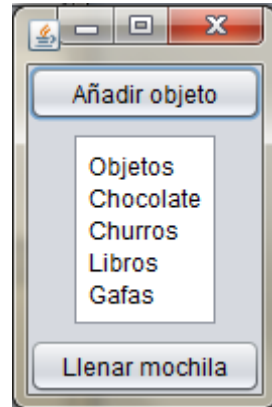 Añadir objeto
Objetos
Chocolate
Churros
Libros
Gafas
Llenar mochila